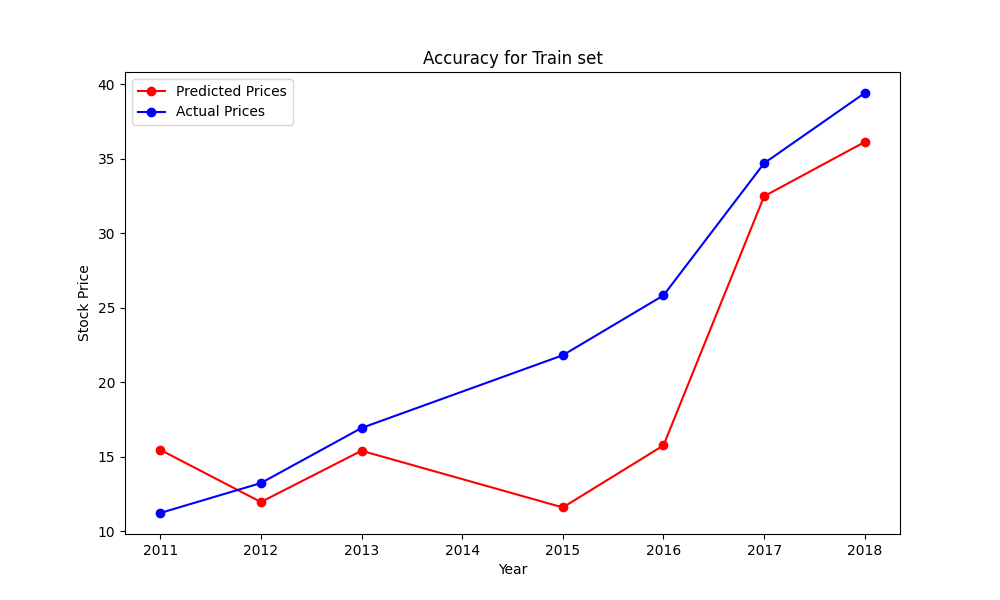 Accuracy for Train set
Predicted Prices
Actual Prices
Stock Price
40
35
30
25
20
15
10
2011 2012 2013 2014 2015 2016 2017 2018
Year